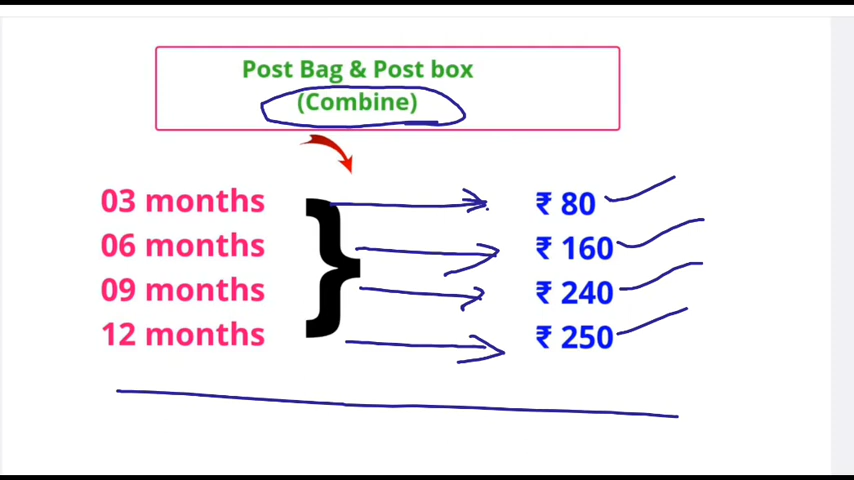 Post Bag & Post box
(Combine)
03 months } ₹ 80
06 months ₹ 160
09 months ₹ 240
12 months ₹ 250